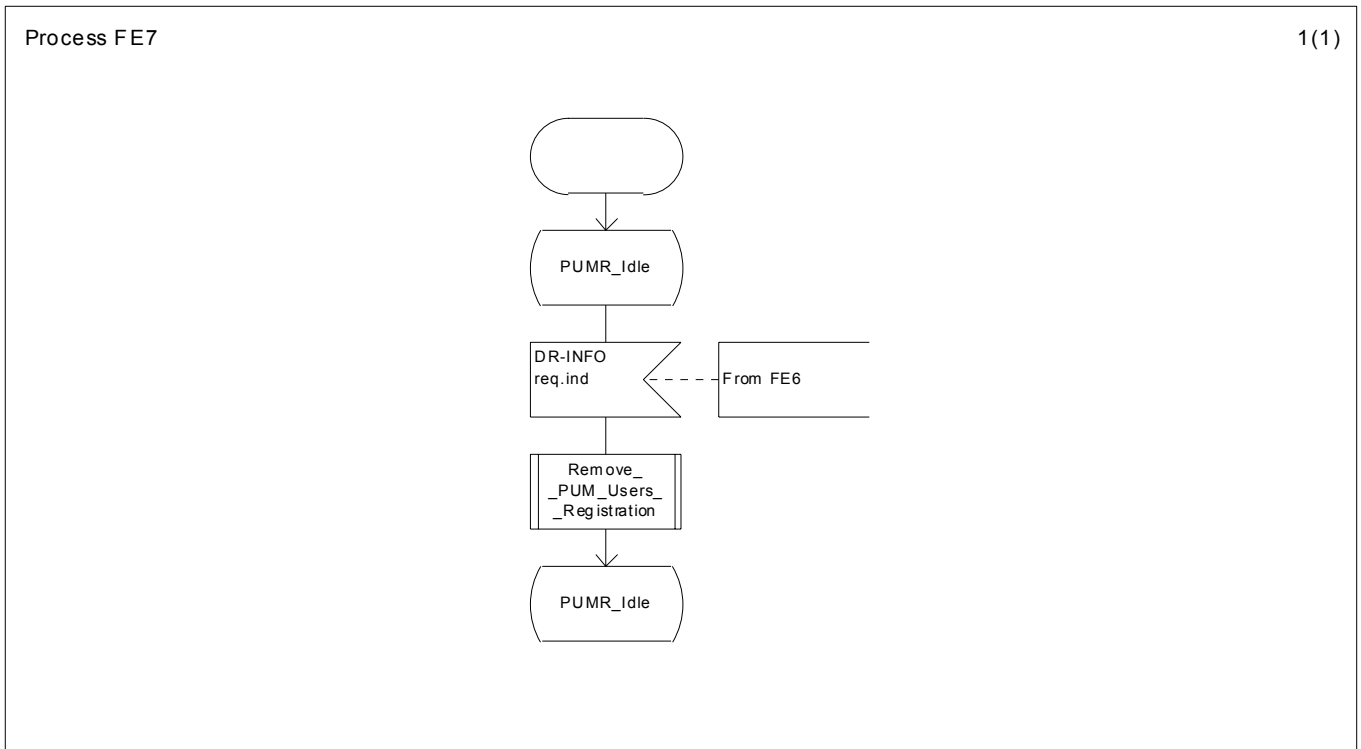 Process FE7
1(1)
PUMR_Idle
DR-INFO
req.ind
From FE6
Remove_
_PUM_Users_
_Registration
PUMR_Idle